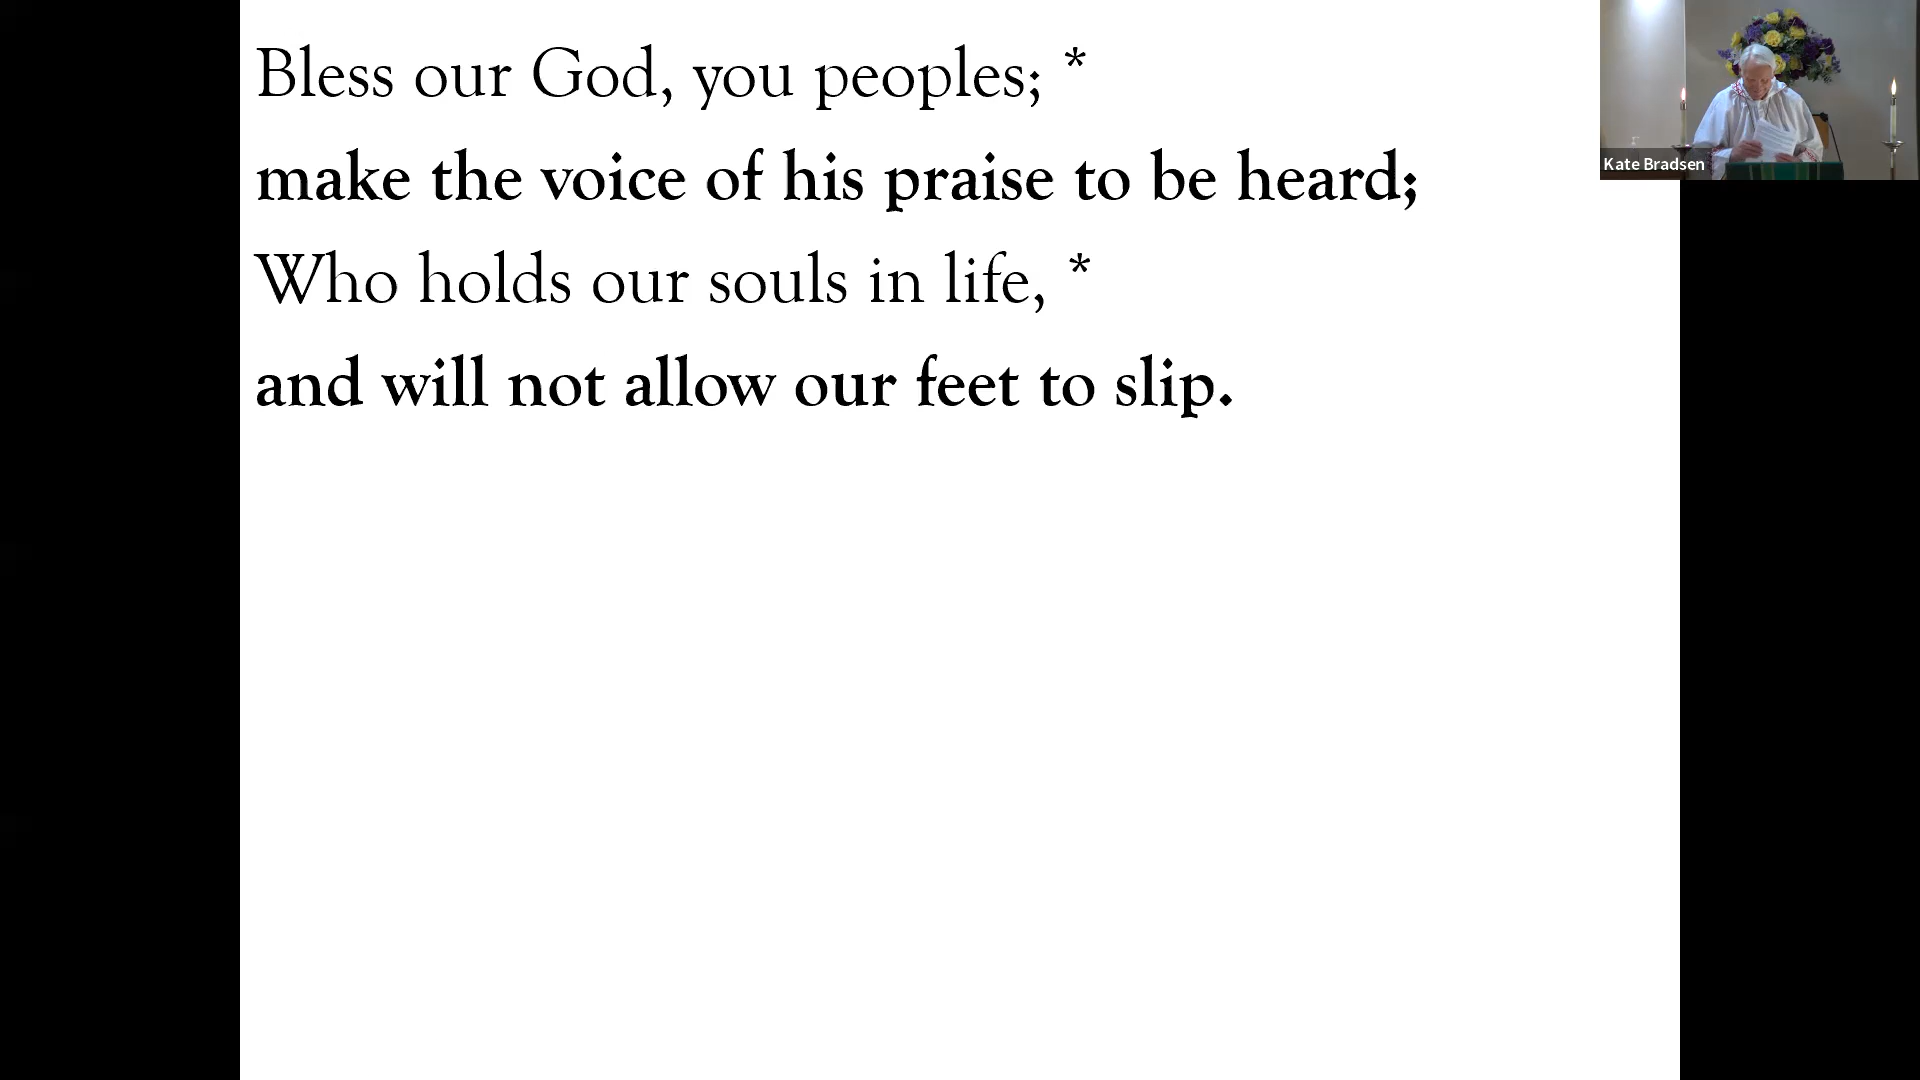 Bless our God, you peoples; *
make the voice of his praise to be heard;
Who holds our souls in life, *
and will not allow our feet to slip.
Kate Bradsen